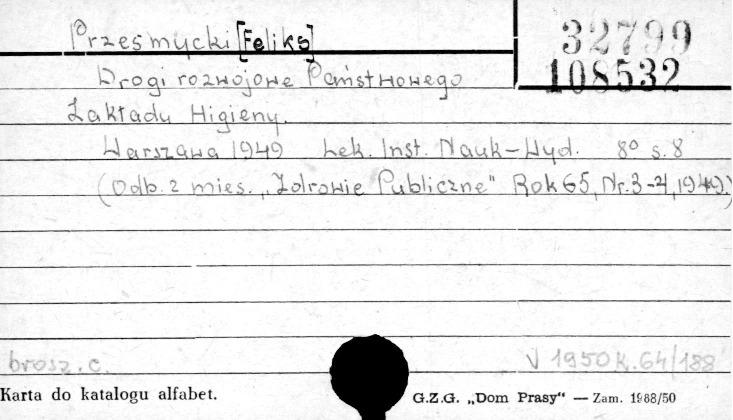 Przesmycki [Feliks]
32799
108532
Drogi rozwojowe Państwowego
Zakładu Higieny.
Warszawa 1949 Lek. Inst. Nauk-Wyd. 8° s. 8
(Odb. z mies. „Zdrowie Publiczne" Rok 65, Nr. 3-4, 1949.)
brosz. c. V 1950 K. 64/188
Karta do katalogu alfabet. G.Z.G. „Dom Prasy" — Zam. 1988/50